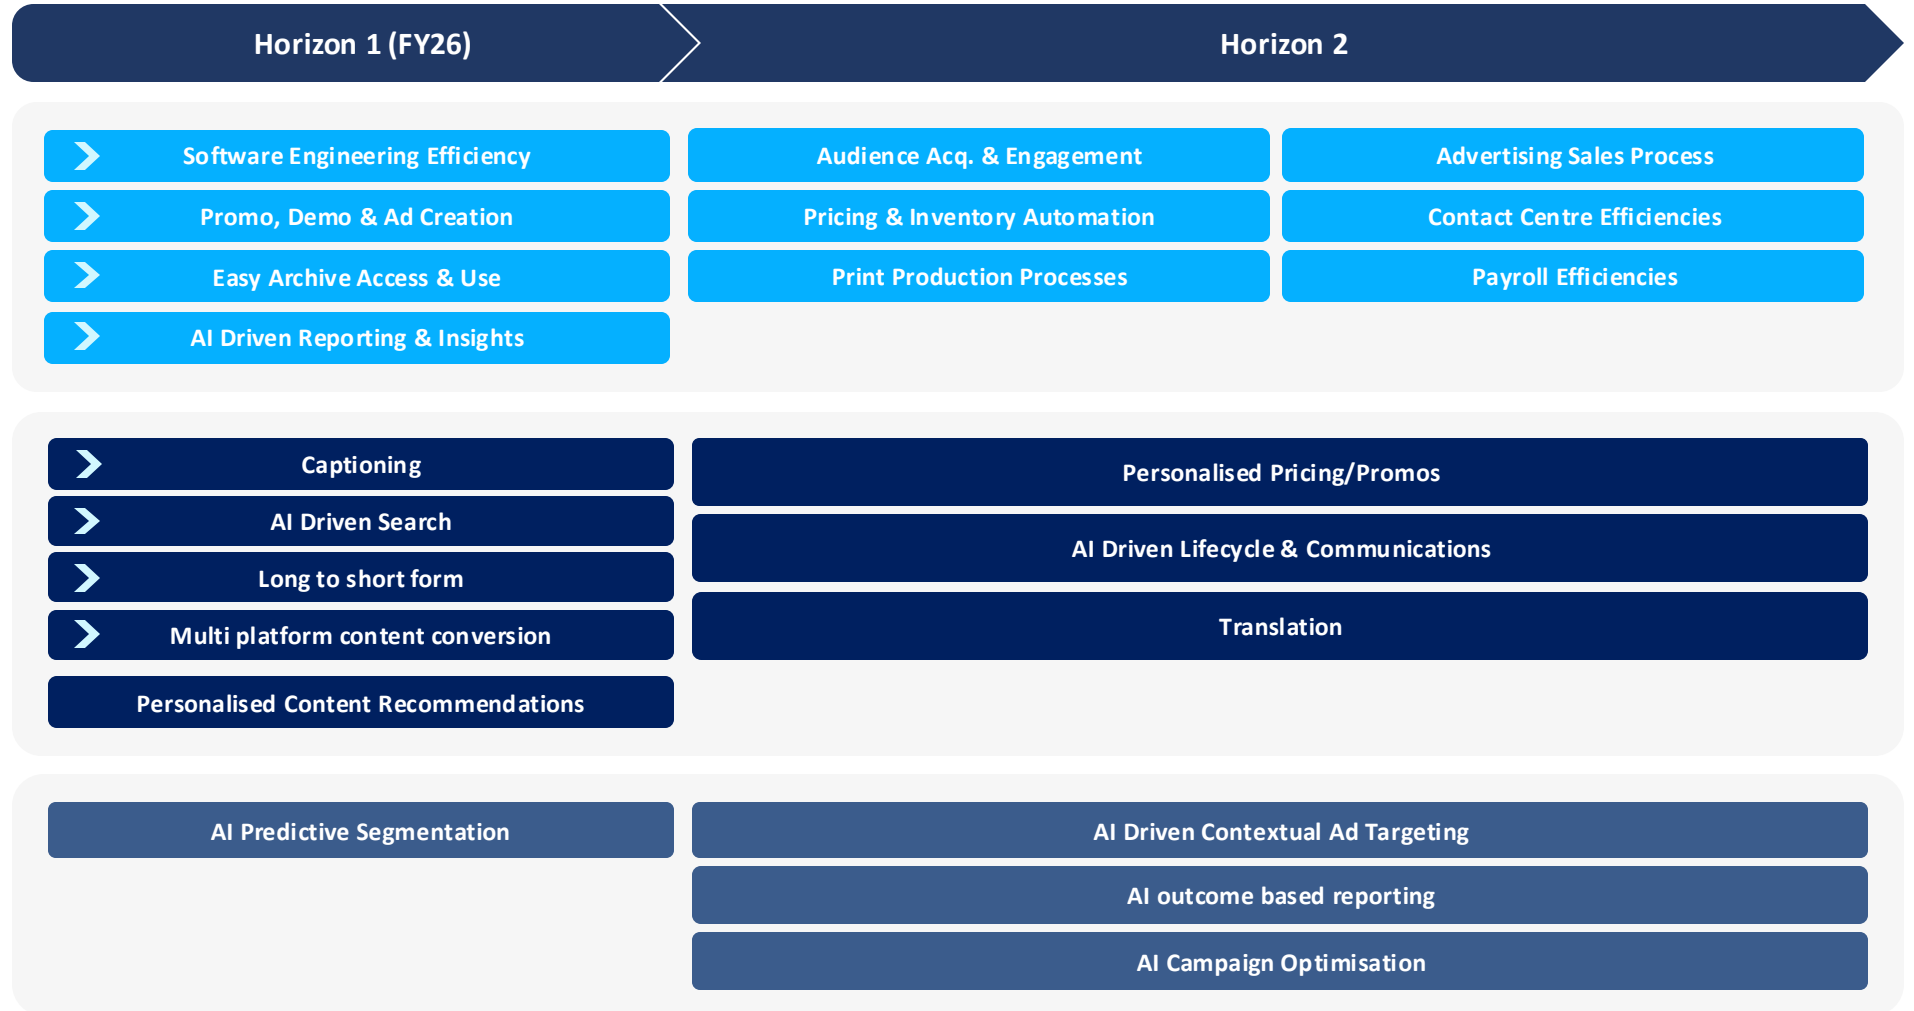 Horizon 1 (FY26)
Horizon 2
Software Engineering Efficiency
Audience Acq. & Engagement
Advertising Sales Process
Promo, Demo & Ad Creation
Pricing & Inventory Automation
Contact Centre Efficiencies
Easy Archive Access & Use
Print Production Processes
Payroll Efficiencies
AI Driven Reporting & Insights
Captioning
AI Driven Search
Long to short form
Multi platform content conversion
Personalised Content Recommendations
Personalised Pricing/Promos
AI Driven Lifecycle & Communications
Translation
AI Predictive Segmentation
AI Driven Contextual Ad Targeting
AI outcome based reporting
AI Campaign Optimisation